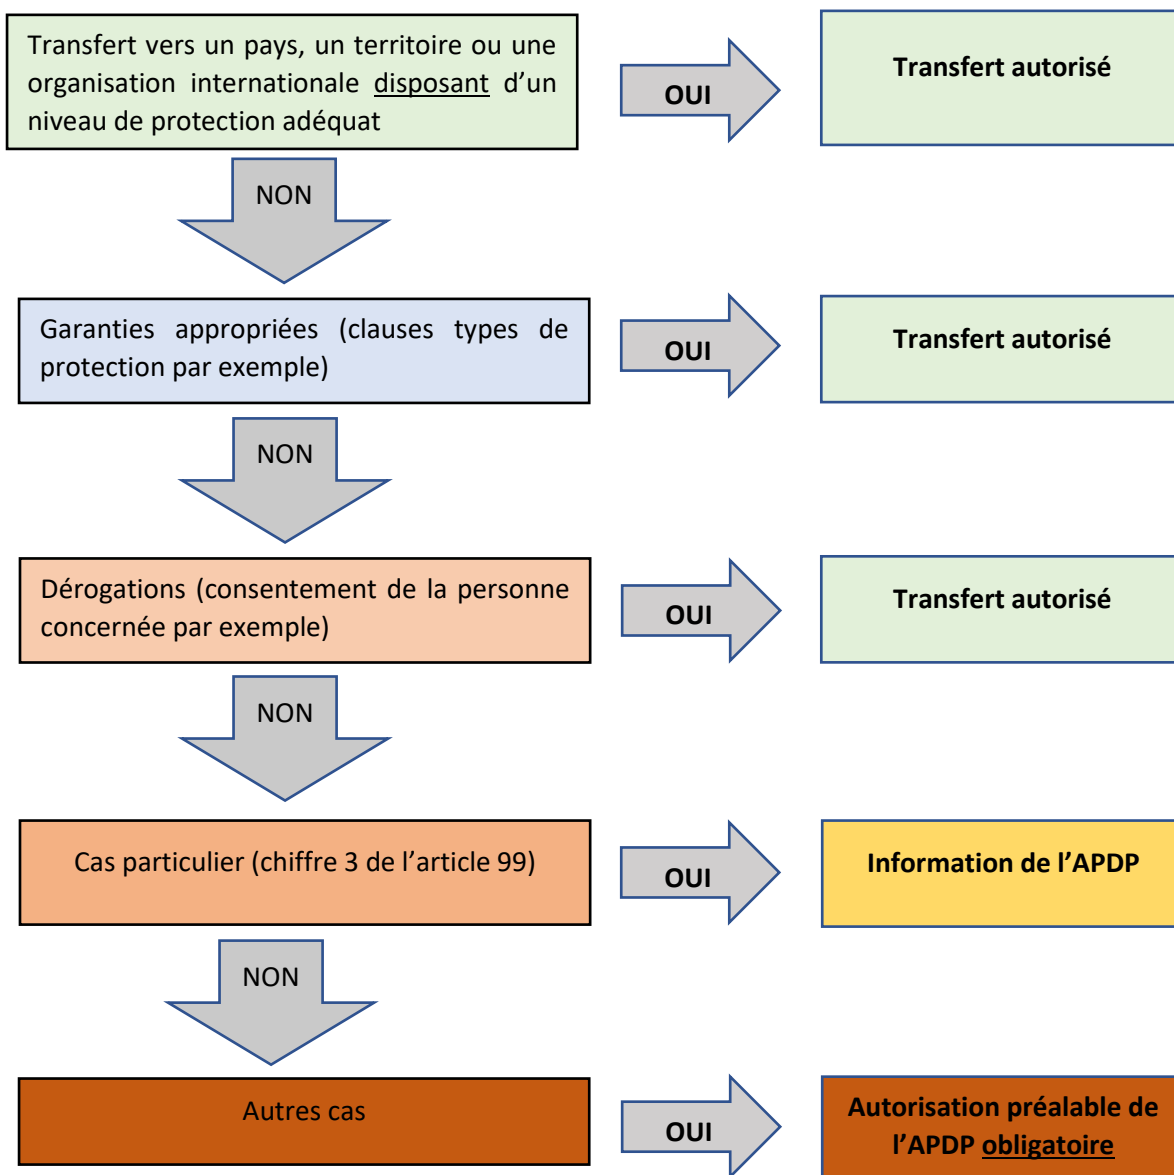 Transfert vers un pays, un territoire ou une
organisation internationale disposant d’un
niveau de protection adéquat
OUI
Transfert autorisé
NON
Garanties appropriées (clauses types de
protection par exemple)
OUI
Transfert autorisé
NON
Dérogations (consentement de la personne
concernée par exemple)
OUI
Transfert autorisé
NON
Cas particulier (chiffre 3 de l’article 99)
OUI
Information de l’APDP
NON
Autres cas
OUI
Autorisation préalable de
l’APDP obligatoire